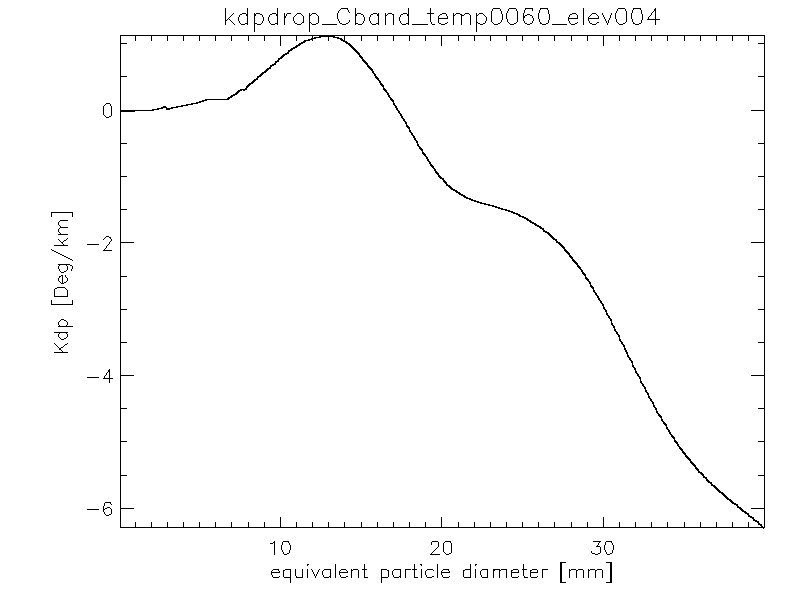 kdpdrop_Cband_temp0060_elev004
0
-2
-4
-6
Kdp [Deg/km]
10 20 30
equivalent particle diameter [mm]